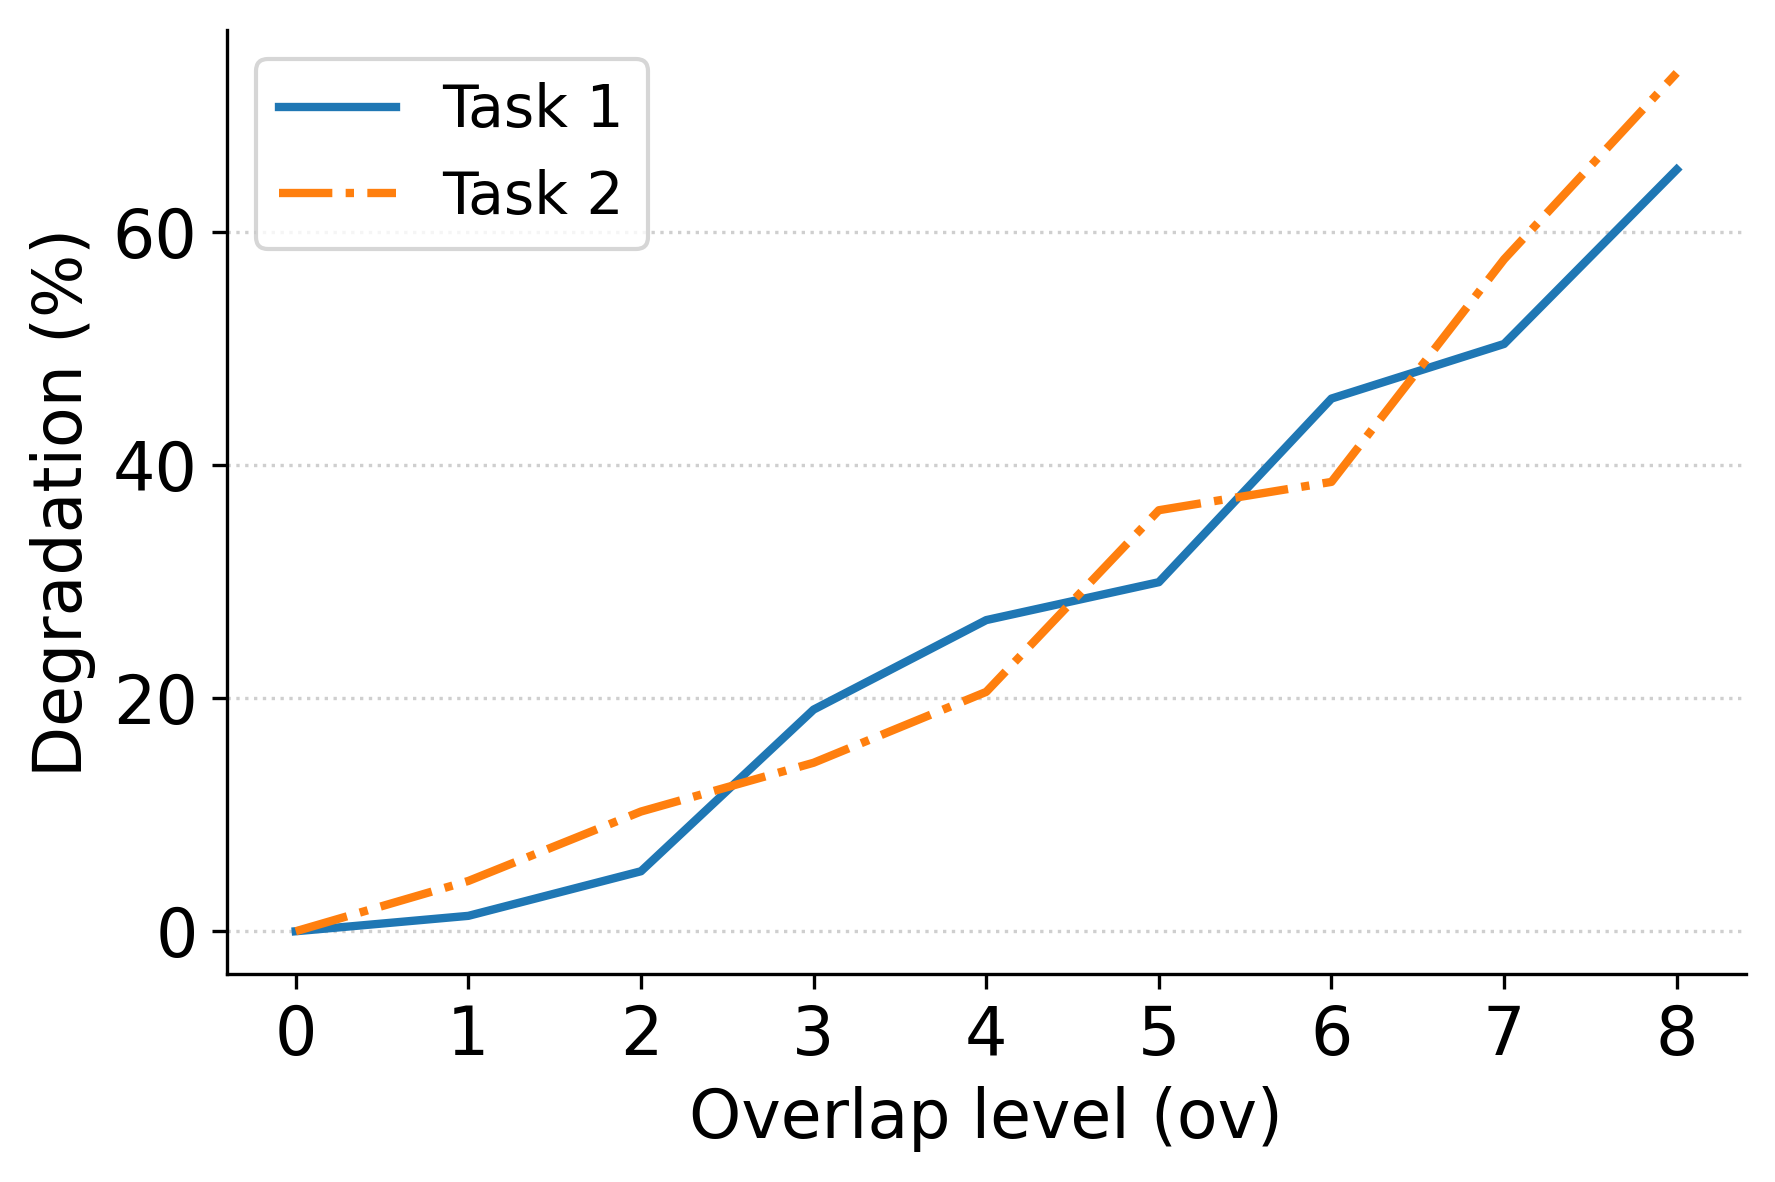 Task 1
Task 2
Degradation (%)
60
40
20
0
0 1 2 3 4 5 6 7 8
Overlap level (ov)